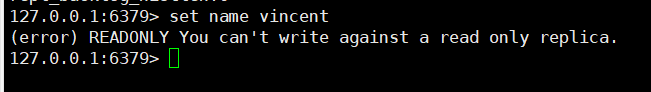 127.0.0.1:6379> set name vincent
(error) READONLY You can't write against a read only replica.
127.0.0.1:6379>